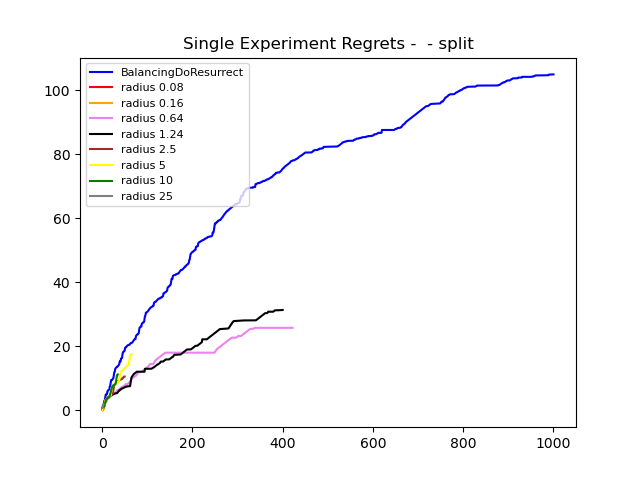 Single Experiment Regrets -  - split
BalancingDoResurrect
radius 0.08
radius 0.16
radius 0.64
radius 1.24
radius 2.5
radius 5
radius 10
radius 25
100
80
60
40
20
0
0 200 400 600 800 1000